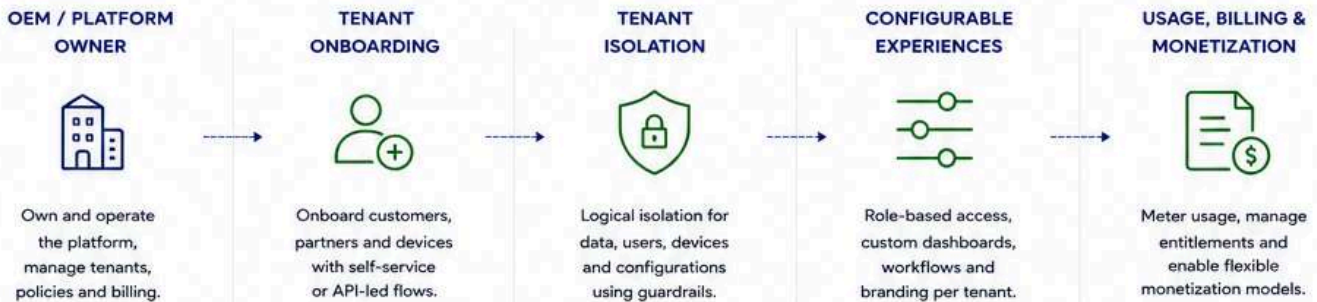 OEM / PLATFORM
OWNER
Own and operate
the platform,
manage tenants,
policies and billing.
TENANT
ONBOARDING
Onboard customers,
partners and devices
with self-service
or API-led flows.
TENANT
ISOLATION
Logical isolation for
data, users, devices
and configurations
using guardrails.
CONFIGURABLE
EXPERIENCES
Role-based access,
custom dashboards,
workflows and
branding per tenant.
USAGE, BILLING &
MONETIZATION
$
Meter usage, manage
entitlements and
enable flexible
monetization models.